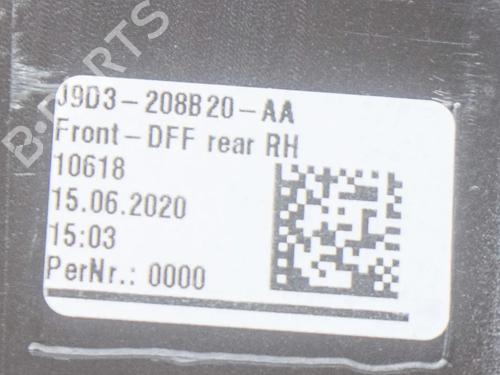 J9D3-208B20-AA
Front-DFF rear RH
10618
15.06.2020
15:03
PerNr.: 0000
B-PARTS